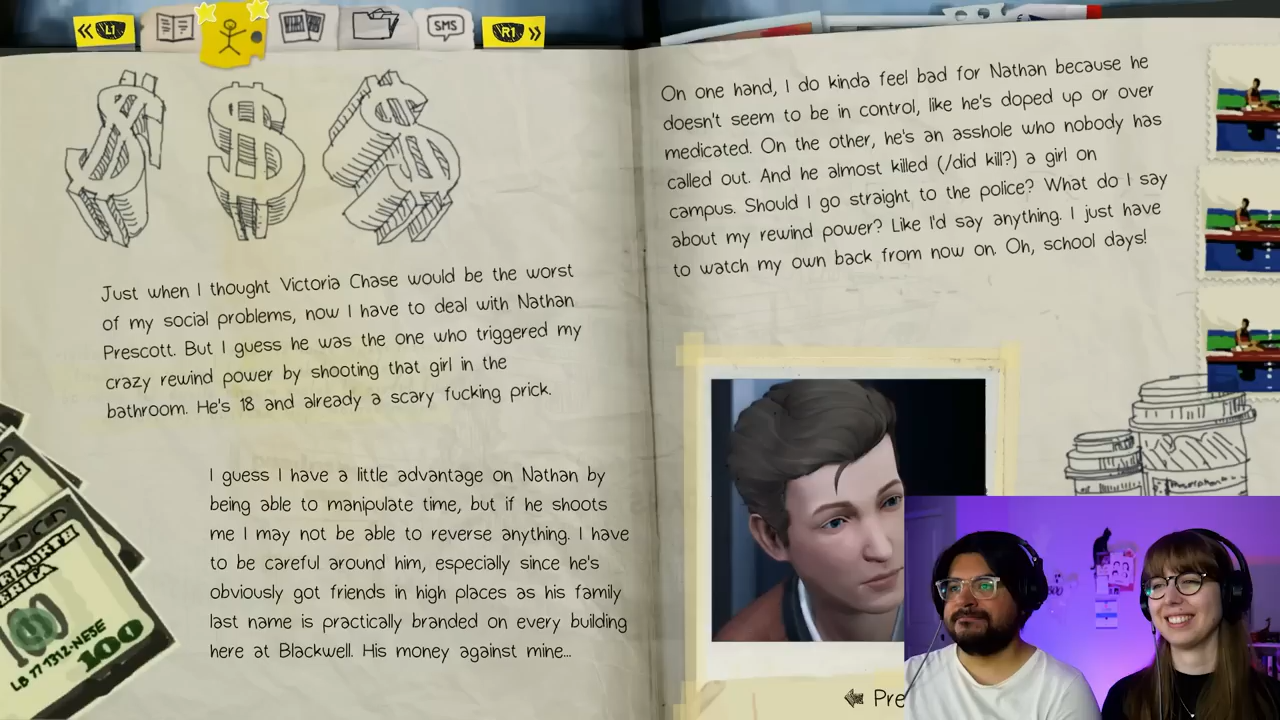 L1
SMS
R1
Just when I thought Victoria Chase would be the worst
of my social problems, now I have to deal with Nathan
Prescott. But I guess he was the one who triggered my
crazy rewind power by shooting that girl in the
bathroom. He's 18 and already a scary fucking prick.
I guess I have a little advantage on Nathan by
being able to manipulate time, but if he shoots
me I may not be able to reverse anything. I have
to be careful around him, especially since he's
obviously got friends in high places as his family
last name is practically branded on every building
here at Blackwell. His money against mine...
LB 77 1312-NESE
100
On one hand, I do kinda feel bad for Nathan because he
doesn't seem to be in control, like he's doped up or over
medicated. On the other, he's an asshole who nobody has
called out. And he almost killed (/did kill?) a girl on
campus. Should I go straight to the police? What do I say
about my rewind power? Like I'd say anything. I just have
to watch my own back from now on. Oh, school days!
Pre